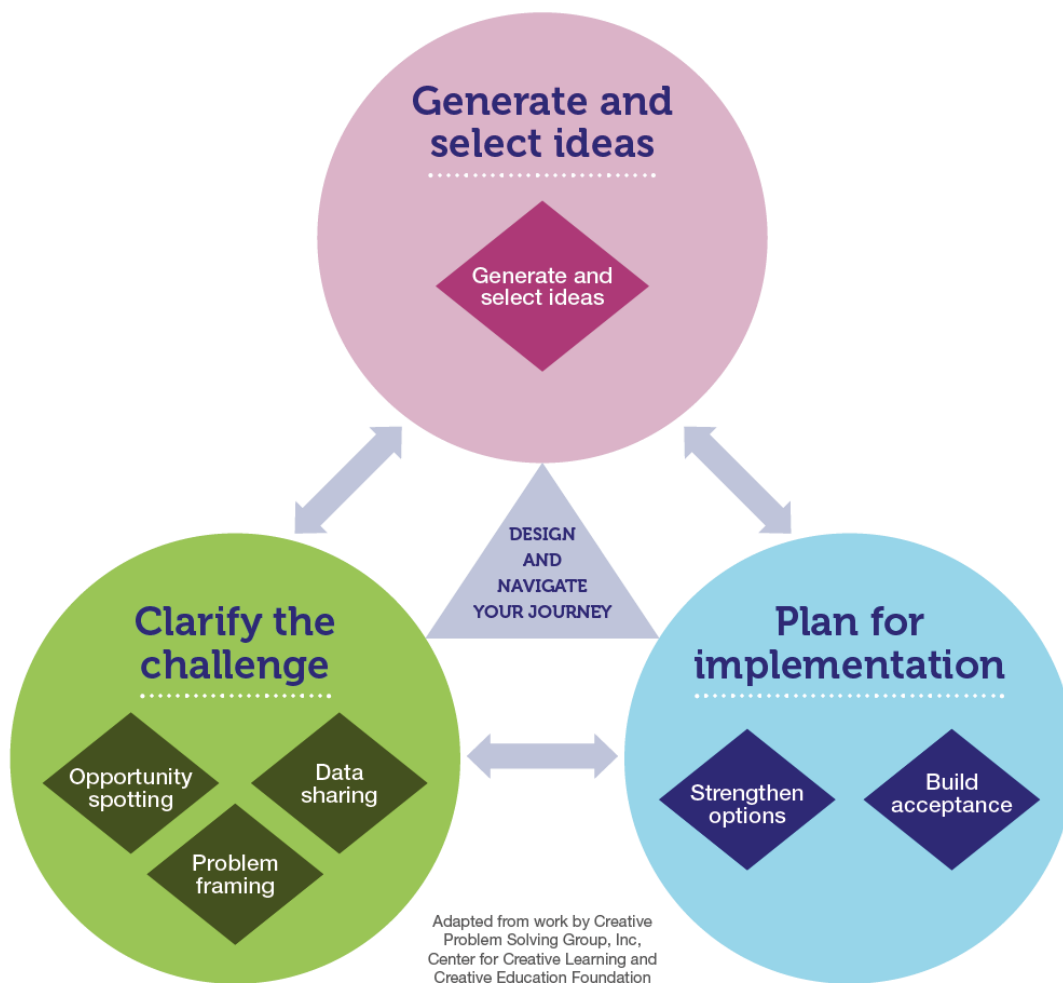 Generate and
select ideas
Generate and
select ideas
DESIGN
AND
NAVIGATE
YOUR JOURNEY
Clarify the
challenge
Opportunity
spotting
Data
sharing
Problem
framing
Plan for
implementation
Strengthen
options
Build
acceptance
Adapted from work by Creative
Problem Solving Group, Inc,
Center for Creative Learning and
Creative Education Foundation